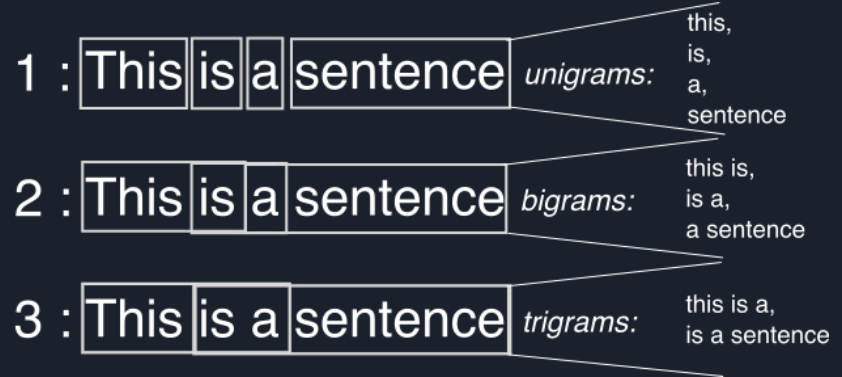 1 : This is a sentence unigrams:
this,
is,
a,
sentence
2 : This is a sentence bigrams:
this is,
is a,
a sentence
3 : This is a sentence trigrams:
this is a,
is a sentence